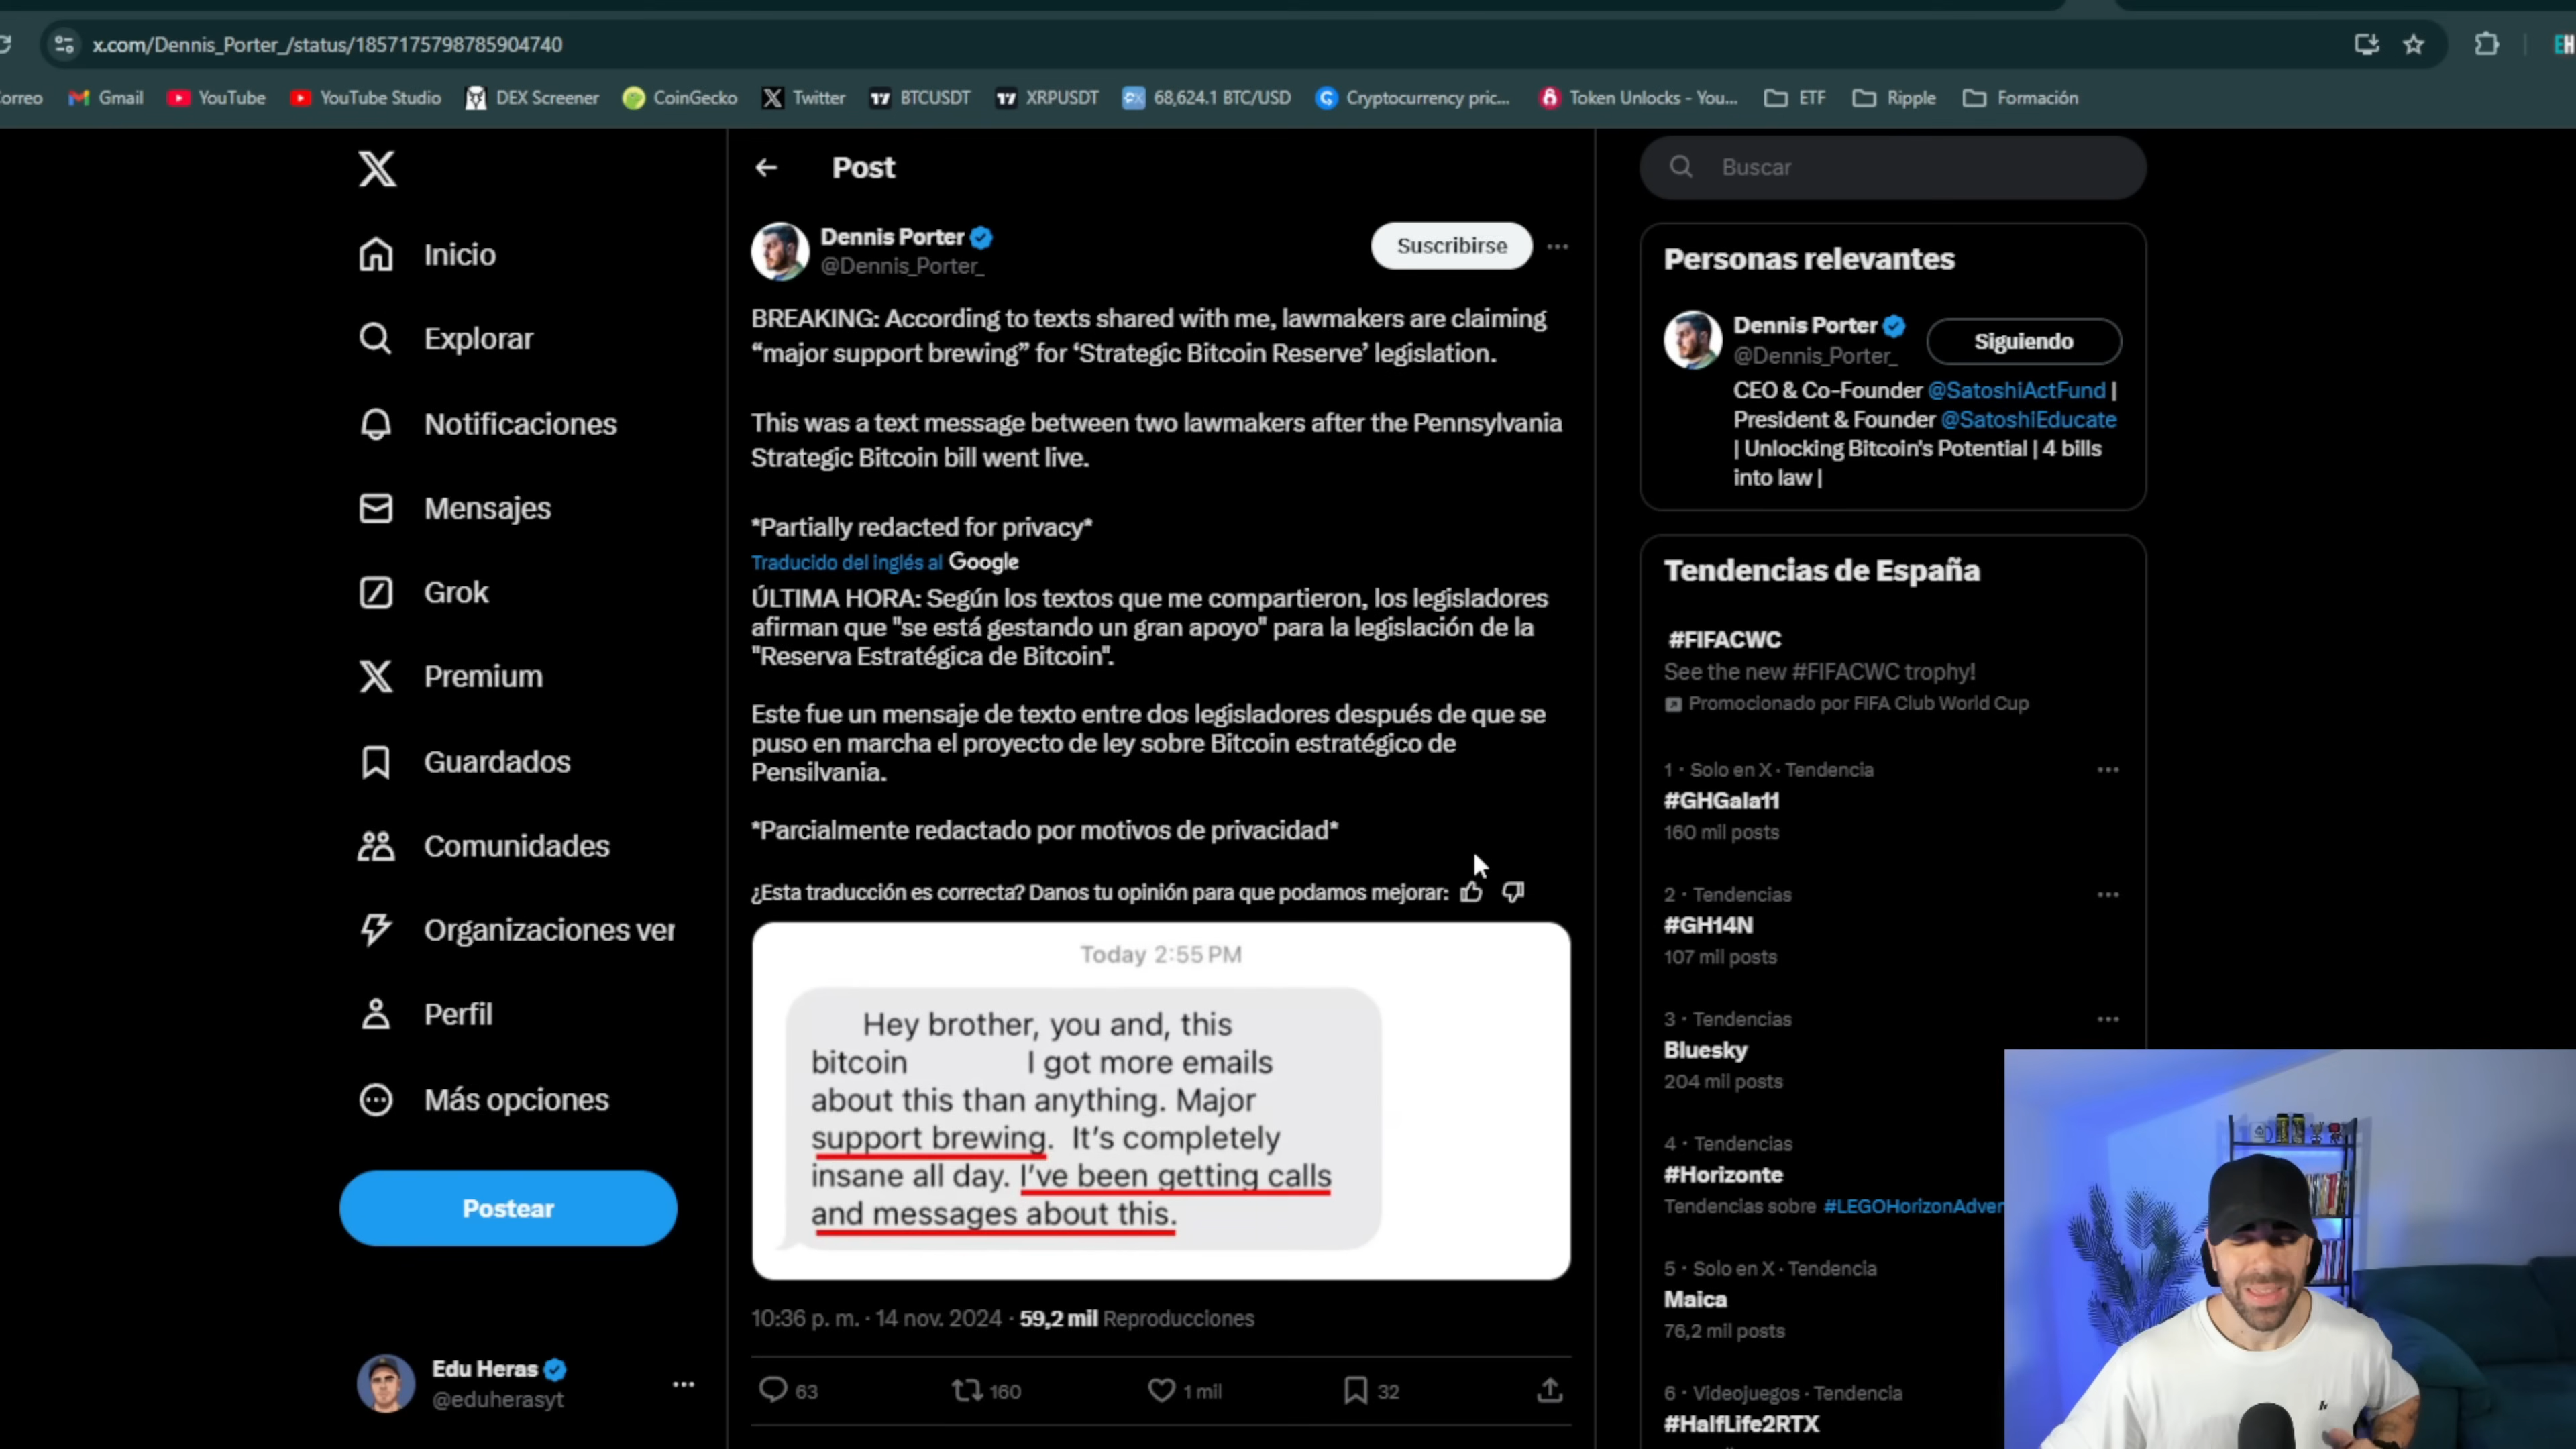 x.com/Dennis_Porter_/status/1857175798785904740
orreo
Gmail
YouTube
YouTube Studio
DEX Screener
CoinGecko
Twitter
BTCUSDT
XRPUSDT
68,624.1 BTC/USD
Cryptocurrency pric...
Token Unlocks - You...
ETF
Ripple
Formación
Inicio
Explorar
Notificaciones
Mensajes
Grok
Premium
Guardados
Comunidades
Organizaciones ver
Perfil
Más opciones
Postear
Edu Heras
@eduherasyt
Post
Dennis Porter
@Dennis_Porter_
Suscribirse
BREAKING: According to texts shared with me, lawmakers are claiming
“major support brewing” for ‘Strategic Bitcoin Reserve’ legislation.
This was a text message between two lawmakers after the Pennsylvania
Strategic Bitcoin bill went live.
*Partially redacted for privacy*
Traducido del inglés al Google
ÚLTIMA HORA: Según los textos que me compartieron, los legisladores
afirman que "se está gestando un gran apoyo" para la legislación de la
"Reserva Estratégica de Bitcoin".
Este fue un mensaje de texto entre dos legisladores después de que se
puso en marcha el proyecto de ley sobre Bitcoin estratégico de
Pensilvania.
*Parcialmente redactado por motivos de privacidad*
¿Esta traducción es correcta? Danos tu opinión para que podamos mejorar:
Today 2:55 PM
Hey brother, you and, this
bitcoin I got more emails
about this than anything. Major
support brewing. It’s completely
insane all day. I’ve been getting calls
and messages about this.
10:36 p. m. · 14 nov. 2024 · 59,2 mil Reproducciones
63
160
1 mil
32
Buscar
Personas relevantes
Dennis Porter
@Dennis_Porter_
Siguiendo
CEO & Co-Founder @SatoshiActFund |
President & Founder @SatoshiEducate
| Unlocking Bitcoin's Potential | 4 bills
into law |
Tendencias de España
#FIFACWC
See the new #FIFACWC trophy!
Promocionado por FIFA Club World Cup
1 · Solo en X · Tendencia
#GHGala11
160 mil posts
2 · Tendencias
#GH14N
107 mil posts
3 · Tendencias
Bluesky
204 mil posts
4 · Tendencias
#Horizonte
Tendencias sobre #LEGOHorizonAdver
5 · Solo en X · Tendencia
Maica
76,2 mil posts
6 · Videojuegos · Tendencia
#HalfLife2RTX